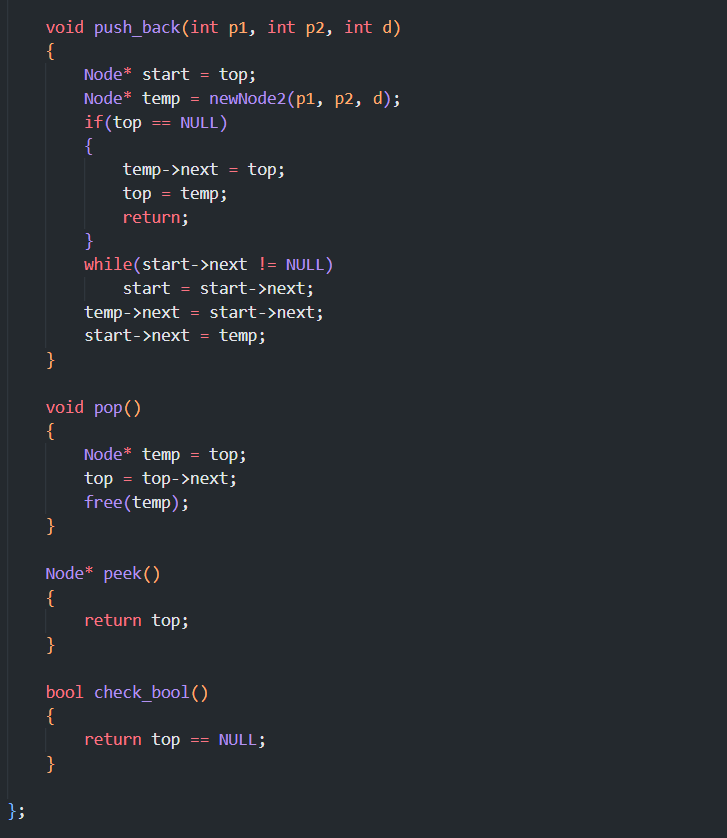 void push_back(int p1, int p2, int d)
{
Node* start = top;
Node* temp = newNode2(p1, p2, d);
if(top == NULL)
{
temp->next = top;
top = temp;
return;
}
while(start->next != NULL)
start = start->next;
temp->next = start->next;
start->next = temp;
}
void pop()
{
Node* temp = top;
top = top->next;
free(temp);
}
Node* peek()
{
return top;
}
bool check_bool()
{
return top == NULL;
}
};